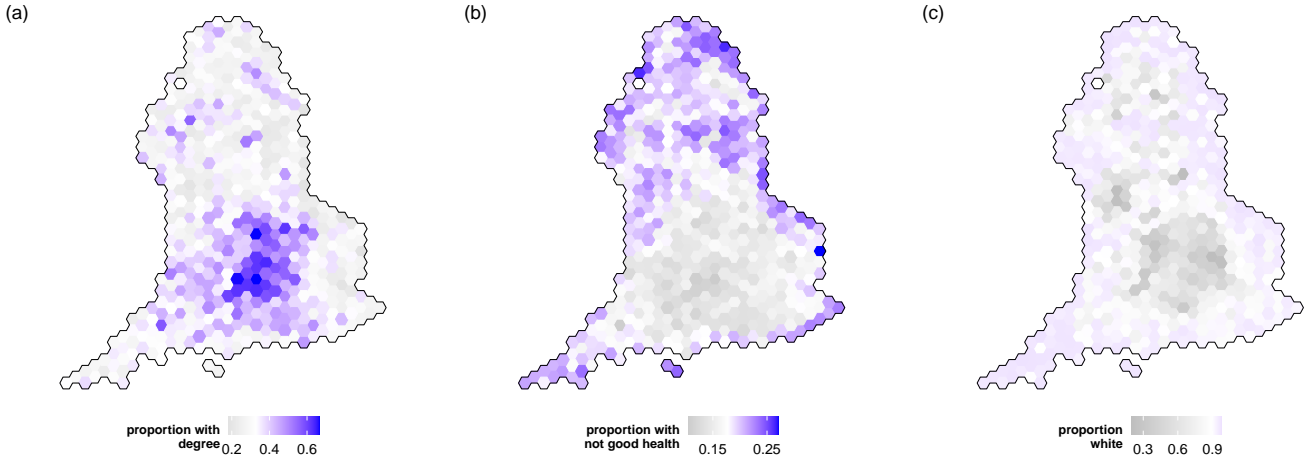 (a)
(b)
(c)
proportion with
degree
0.2 0.4 0.6
proportion with
not good health
0.15 0.25
proportion
white
0.3 0.6 0.9